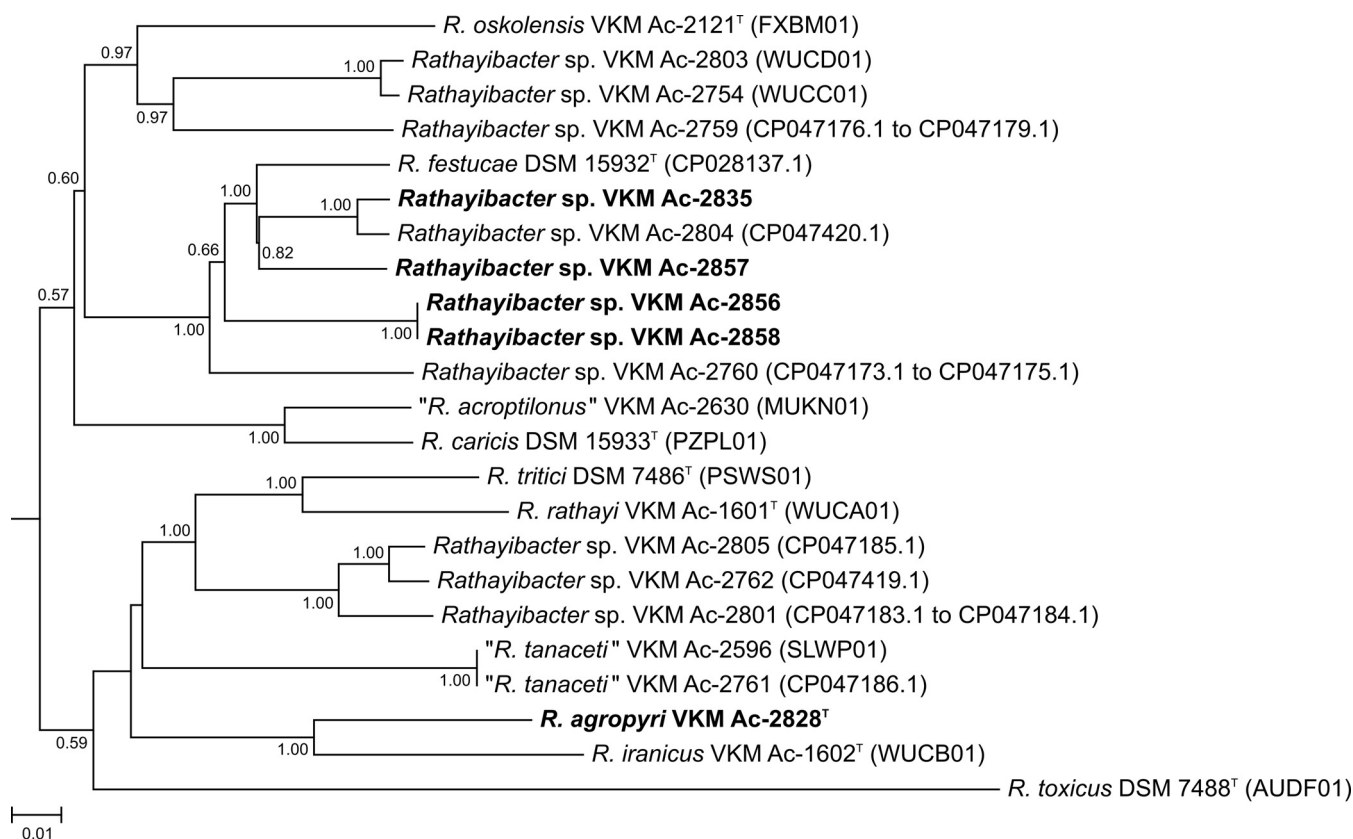 R. oskolensis VKM Ac-2121ᵀ (FXBM01)
0.97
Rathayibacter sp. VKM Ac-2803 (WUCD01)
1.00
Rathayibacter sp. VKM Ac-2754 (WUCC01)
0.97
Rathayibacter sp. VKM Ac-2759 (CP047176.1 to CP047179.1)
R. festucae DSM 15932ᵀ (CP028137.1)
0.60
1.00
Rathayibacter sp. VKM Ac-2835
1.00
Rathayibacter sp. VKM Ac-2804 (CP047420.1)
0.66
0.82
Rathayibacter sp. VKM Ac-2857
0.57
Rathayibacter sp. VKM Ac-2856
1.00
1.00
Rathayibacter sp. VKM Ac-2858
Rathayibacter sp. VKM Ac-2760 (CP047173.1 to CP047175.1)
"R. acroptilonus" VKM Ac-2630 (MUKN01)
1.00
R. caricis DSM 15933ᵀ (PZPL01)
R. tritici DSM 7486ᵀ (PSWS01)
1.00
R. rathayi VKM Ac-1601ᵀ (WUCA01)
1.00
Rathayibacter sp. VKM Ac-2805 (CP047185.1)
1.00
Rathayibacter sp. VKM Ac-2762 (CP047419.1)
1.00
Rathayibacter sp. VKM Ac-2801 (CP047183.1 to CP047184.1)
"R. tanaceti" VKM Ac-2596 (SLWP01)
1.00
"R. tanaceti" VKM Ac-2761 (CP047186.1)
R. agropyri VKM Ac-2828ᵀ
0.59
1.00
R. iranicus VKM Ac-1602ᵀ (WUCB01)
R. toxicus DSM 7488ᵀ (AUDF01)
0.01